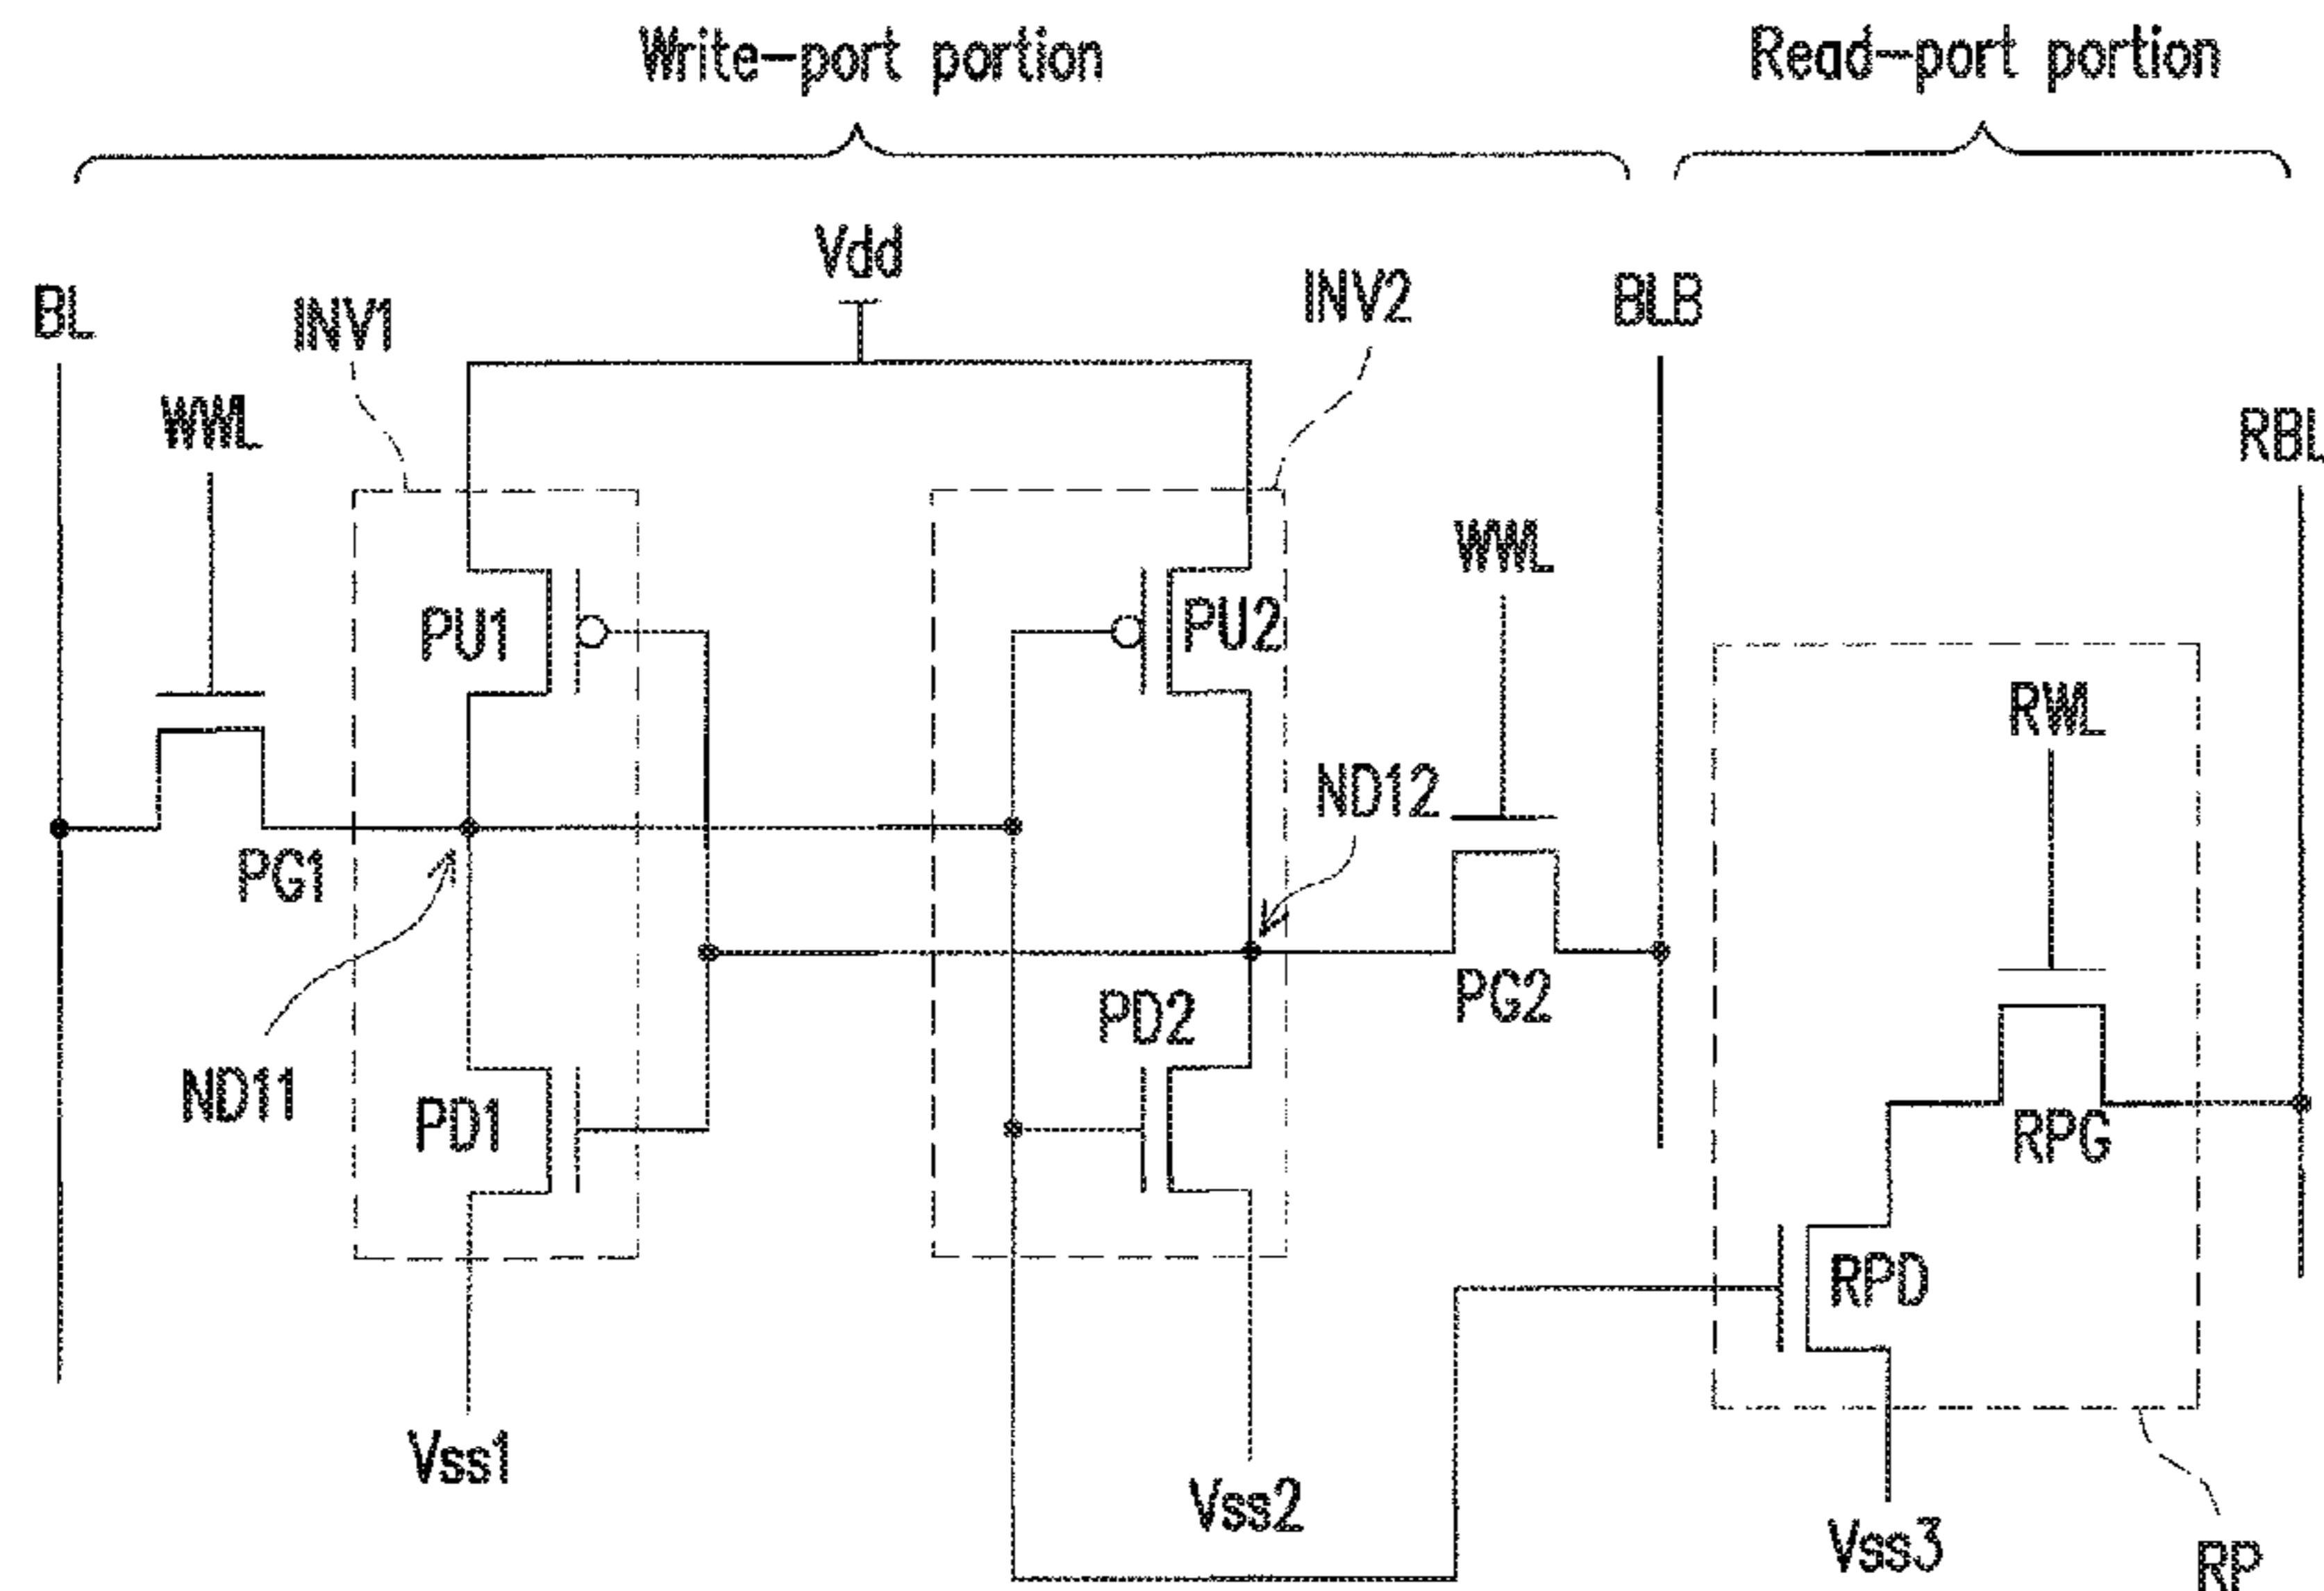 Write-port portion
Read-port portion
Vdd
BL
INV1
INV2
BLB
WWL
RBL
WWL
PU1
PU2
RWL
ND12
PG1
PG2
PD2
ND11
PD1
RPG
RPD
Vss1
Vss2
Vss3
RP